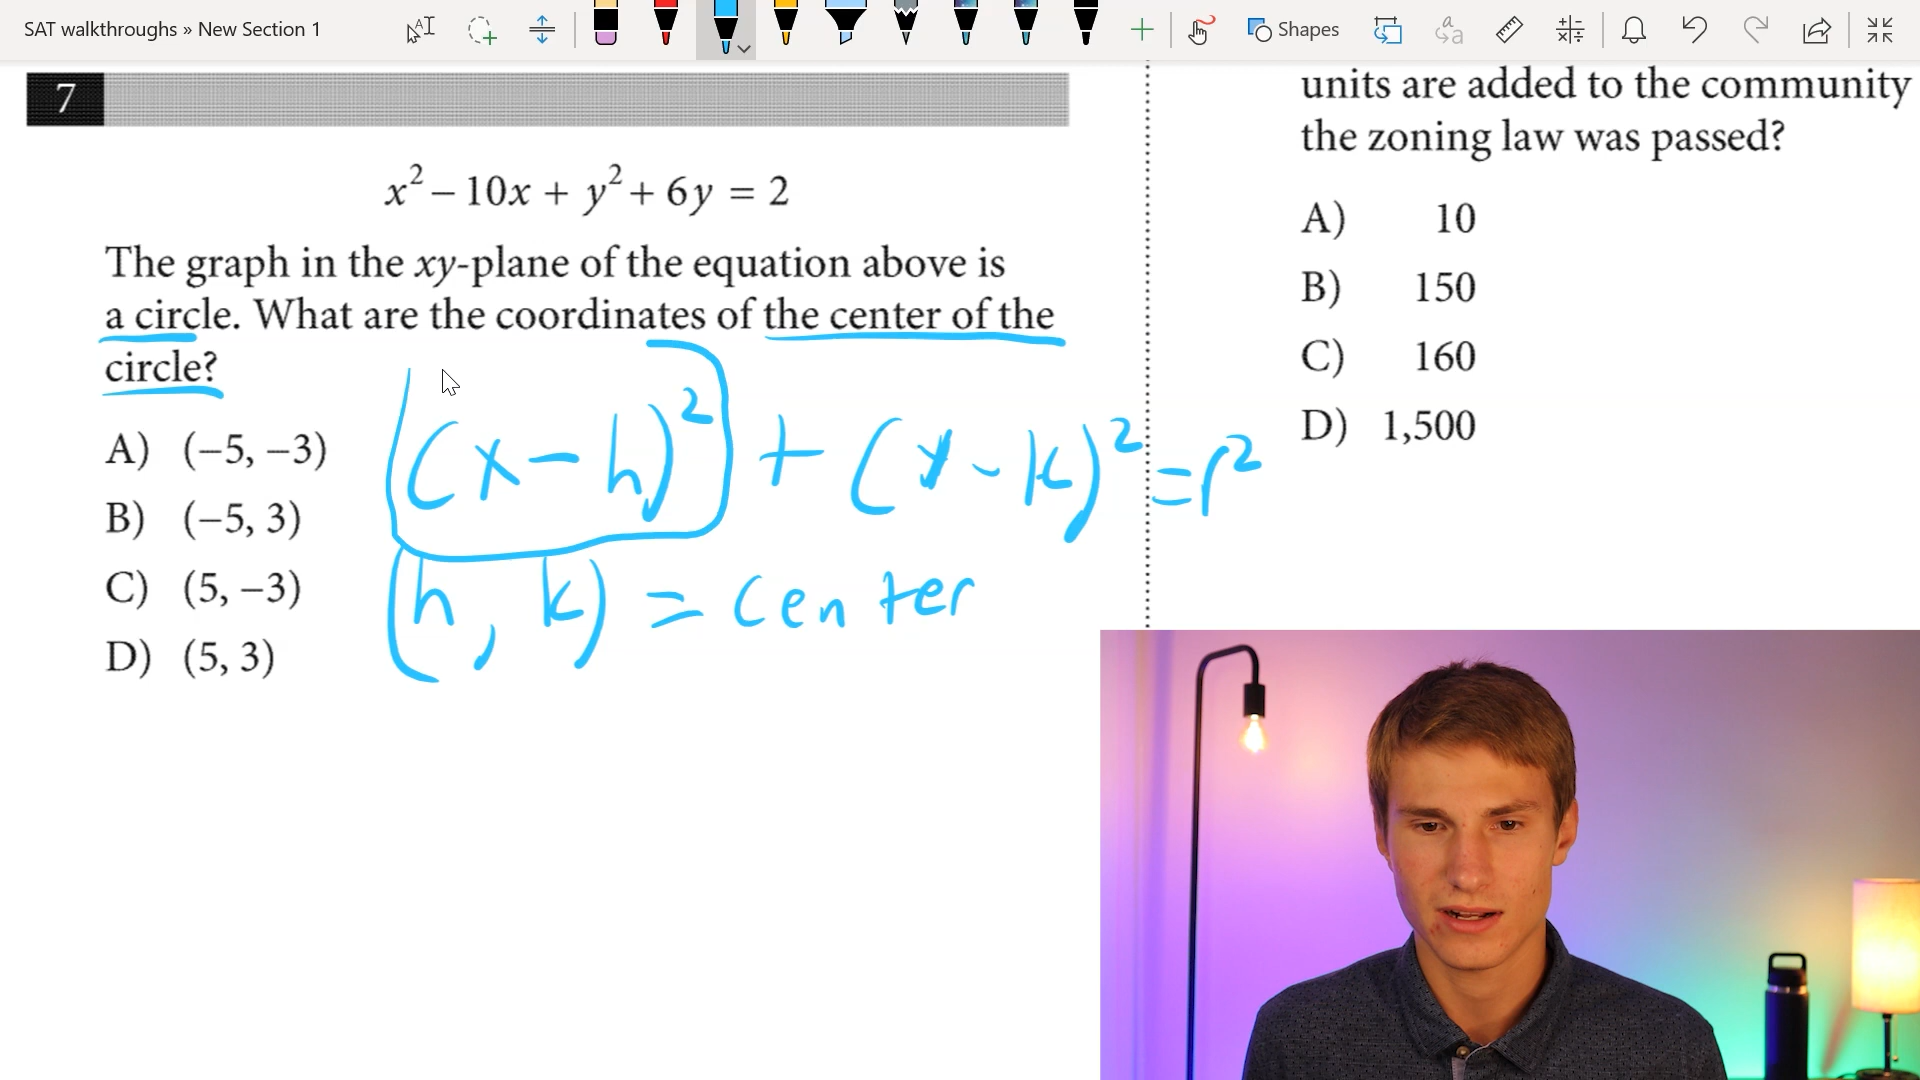 SAT walkthroughs » New Section 1
Shapes
7
x² – 10x + y² + 6y = 2
The graph in the xy-plane of the equation above is
a circle. What are the coordinates of the center of the
circle?
A) (–5, –3)
B) (–5, 3)
C) (5, –3)
D) (5, 3)
(x – h)² + (y - k)² = r²
(h, k) = center
units are added to the community
the zoning law was passed?
A) 10
B) 150
C) 160
D) 1,500